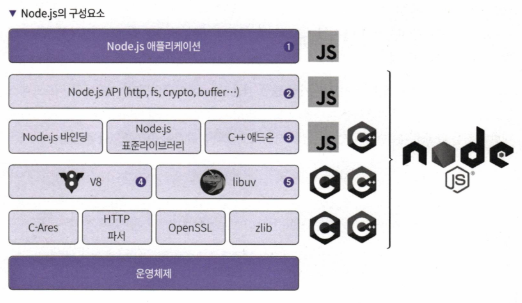 ▼ Node.js의 구성요소
Node.js 애플리케이션 ❶ JS
Node.js API (http, fs, crypto, buffer…) ❷ JS
Node.js 바인딩
Node.js
표준라이브러리
C++ 애드온 ❸ JS C++
V8 ❹
libuv ❺
C C++
C-Ares
HTTP
파서
OpenSSL
zlib
C C++
운영체제
node
JS